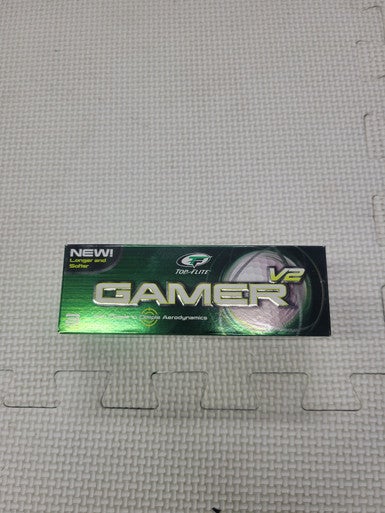 NEW!
Longer and
Softer
TOP-FLITE
GAMER
V2
Dimple Aerodynamics